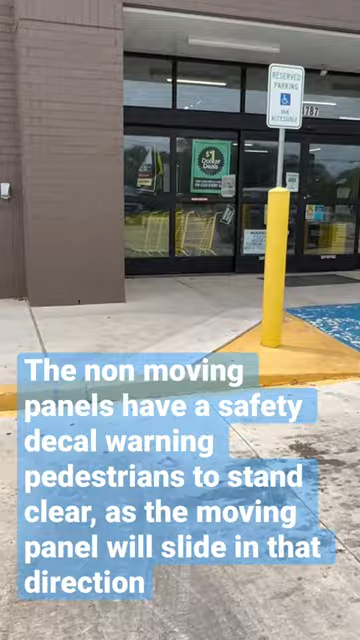 RESERVED
PARKING
VAN
ACCESSIBLE
787
$1
Dollar
Deals
The non moving
panels have a safety
decal warning
pedestrians to stand
clear, as the moving
panel will slide in that
direction